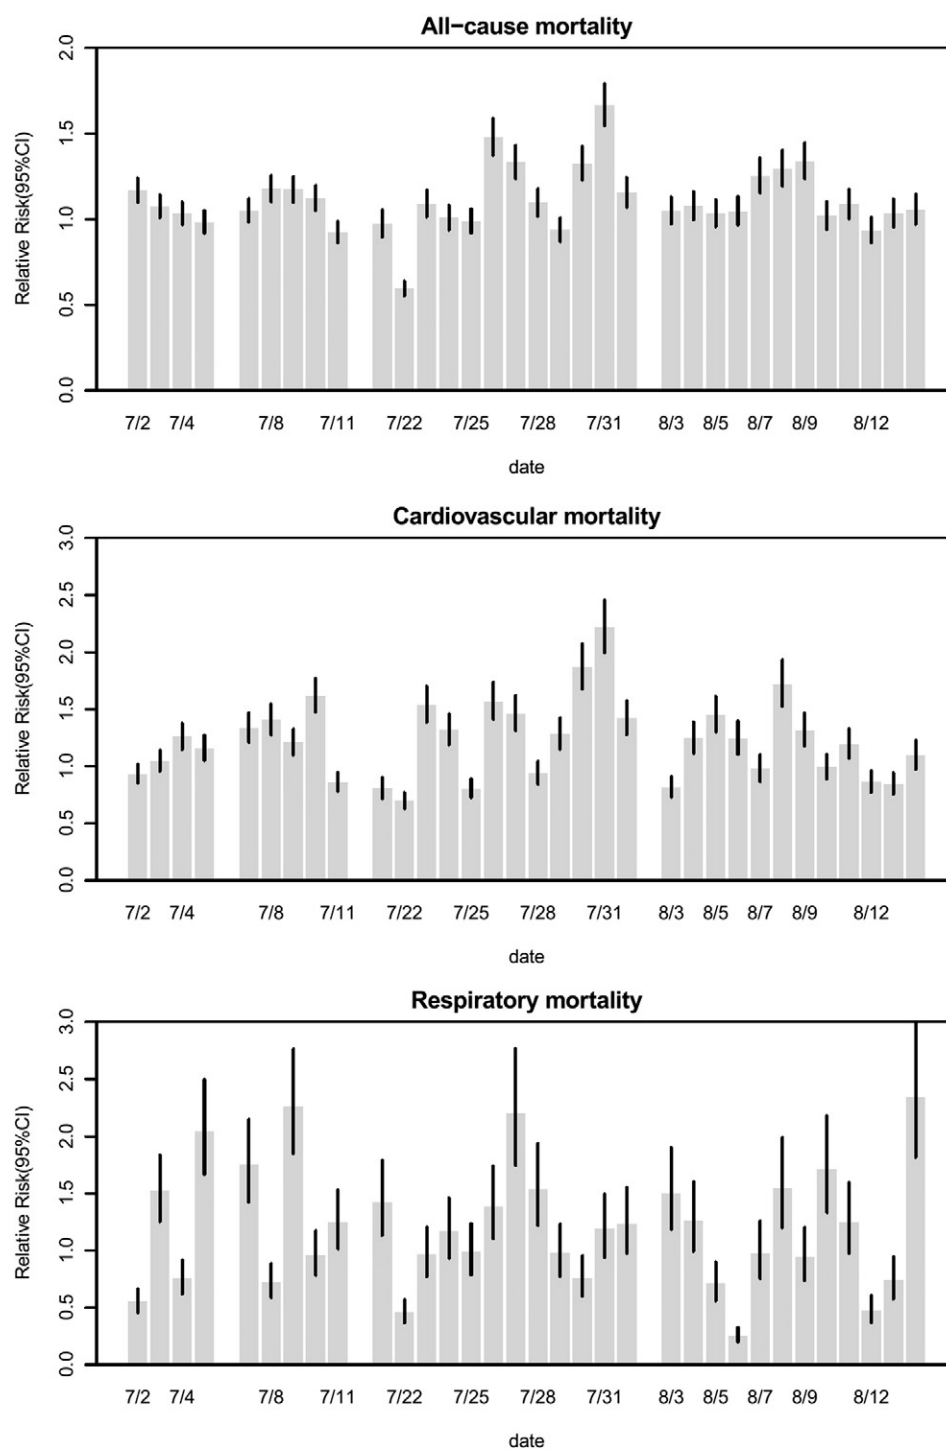 All−cause mortality
Relative Risk(95%CI)
2.0
1.5
1.0
0.5
0.0
7/2 7/4 7/8 7/11 7/22 7/25 7/28 7/31 8/3 8/5 8/7 8/9 8/12
date
Cardiovascular mortality
Relative Risk(95%CI)
3.0
2.5
2.0
1.5
1.0
0.5
0.0
7/2 7/4 7/8 7/11 7/22 7/25 7/28 7/31 8/3 8/5 8/7 8/9 8/12
date
Respiratory mortality
Relative Risk(95%CI)
3.0
2.5
2.0
1.5
1.0
0.5
0.0
7/2 7/4 7/8 7/11 7/22 7/25 7/28 7/31 8/3 8/5 8/7 8/9 8/12
date